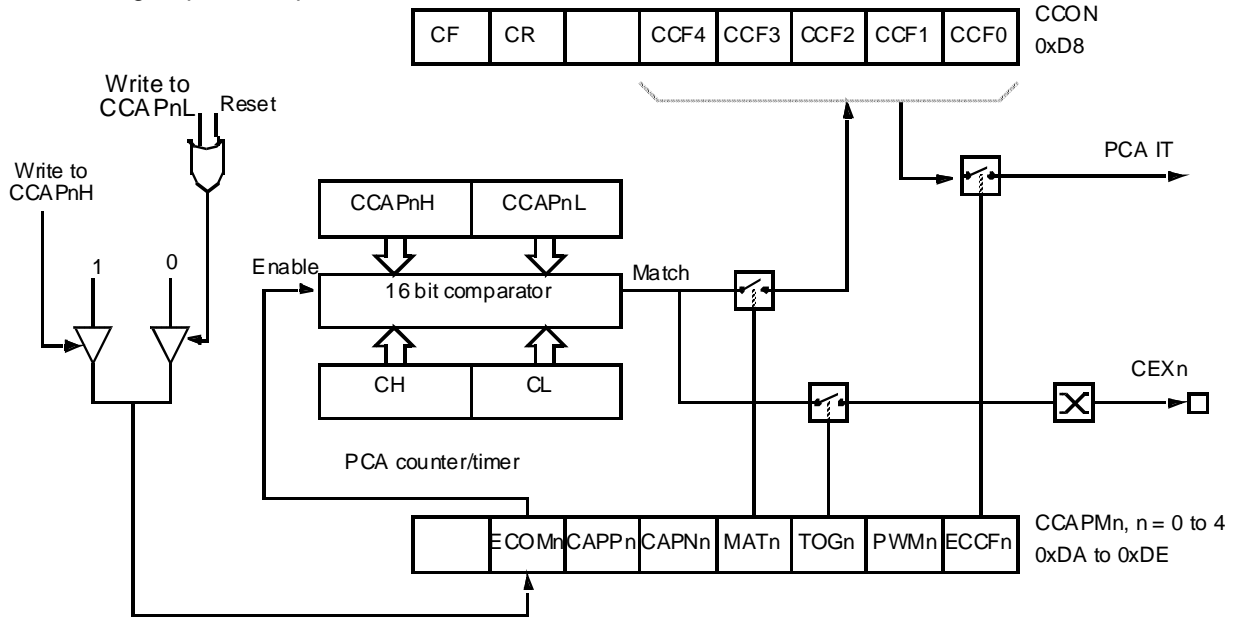 CF CR CCF4 CCF3 CCF2 CCF1 CCF0
CCON
0xD8
Write to
CCAPnL
Reset
Write to
CCAPnH
PCA IT
CCAPnH CCAPnL
1
0
Enable
16 bit comparator
Match
CH CL
CEXn
PCA counter/timer
ECOMn CAPPn CAPNn MATn TOGn PWMn ECCFn
CCAPMn, n = 0 to 4
0xDA to 0xDE